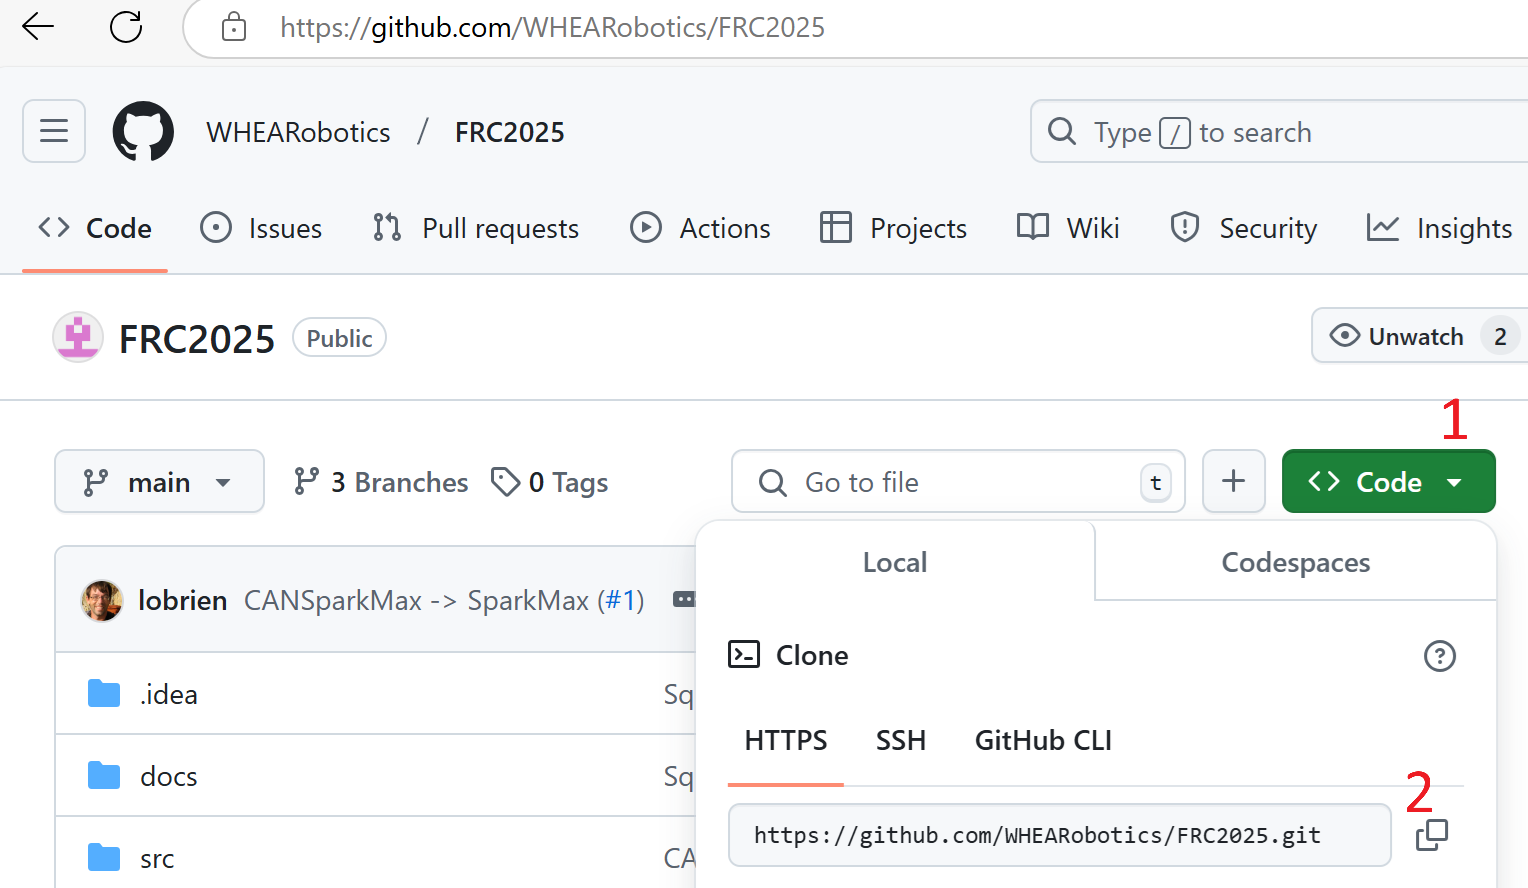 https://github.com/WHEARobotics/FRC2025
WHEARobotics / FRC2025
Type / to search
Code Issues Pull requests Actions Projects Wiki Security Insights
FRC2025 Public
Unwatch 2
1
main 3 Branches 0 Tags
Go to file t
Code
Local Codespaces
lobrien CANSparkMax -> SparkMax (#1)
Clone
.idea Sq
HTTPS SSH GitHub CLI
docs Sq
2
https://github.com/WHEARobotics/FRC2025.git
src CA